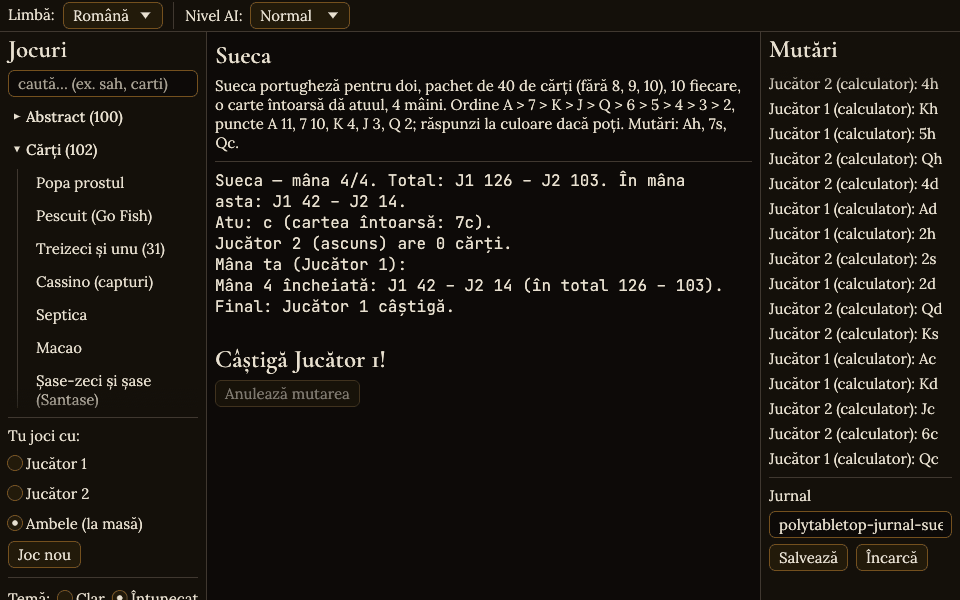 Limbă: Română ▼ Nivel AI: Normal ▼
Jocuri
caută... (ex. sah, carti)
▸ Abstract (100)
▾ Cărți (102)
Popa prostul
Pescuit (Go Fish)
Treizeci și unu (31)
Cassino (capturi)
Septica
Macao
Șase-zeci și șase
(Santase)
Tu joci cu:
Jucător 1
Jucător 2
Ambele (la masă)
Joc nou
Temă: Clar Întunecat
Sueca
Sueca portugheză pentru doi, pachet de 40 de cărți (fără 8, 9, 10), 10 fiecare,
o carte întoarsă dă atuul, 4 mâini. Ordine A > 7 > K > J > Q > 6 > 5 > 4 > 3 > 2,
puncte A 11, 7 10, K 4, J 3, Q 2; răspunzi la culoare dacă poți. Mutări: Ah, 7s,
Qc.
Sueca — mâna 4/4. Total: J1 126 – J2 103. În mâna
asta: J1 42 – J2 14.
Atu: c (cartea întoarsă: 7c).
Jucător 2 (ascuns) are 0 cărți.
Mâna ta (Jucător 1):
Mâna 4 încheiată: J1 42 – J2 14 (în total 126 – 103).
Final: Jucător 1 câștigă.
Câștigă Jucător 1!
Anulează mutarea
Mutări
Jucător 2 (calculator): 4h
Jucător 1 (calculator): Kh
Jucător 1 (calculator): 5h
Jucător 2 (calculator): Qh
Jucător 2 (calculator): 4d
Jucător 1 (calculator): Ad
Jucător 1 (calculator): 2h
Jucător 2 (calculator): 2s
Jucător 1 (calculator): 2d
Jucător 2 (calculator): Qd
Jucător 2 (calculator): Ks
Jucător 1 (calculator): Ac
Jucător 1 (calculator): Kd
Jucător 2 (calculator): Jc
Jucător 2 (calculator): 6c
Jucător 1 (calculator): Qc
Jurnal
polytabletop-jurnal-sue
Salvează Încarcă